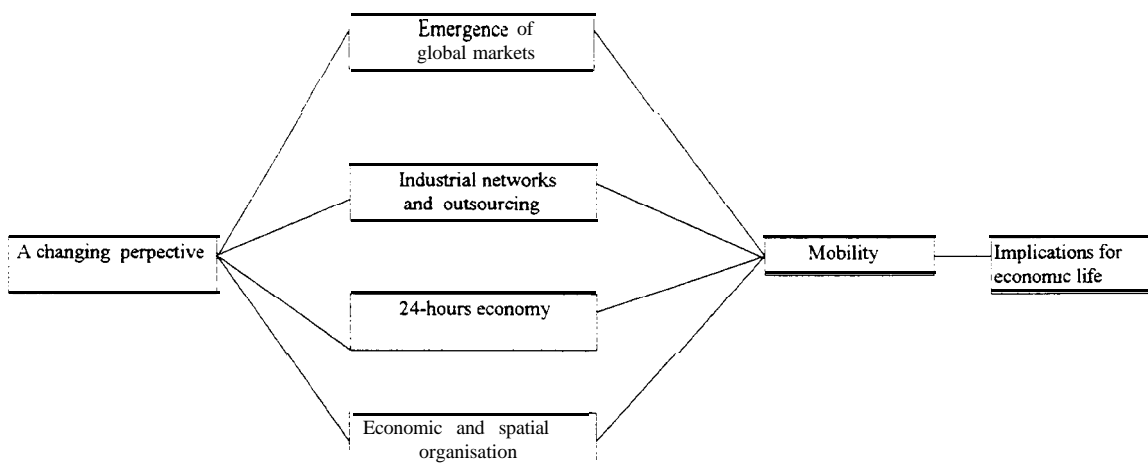 Emergence of
global markets
Industrial networks
and outsourcing
A changing perpective
Mobility
Implications for
economic life
24-hours economy
Economic and spatial
organisation